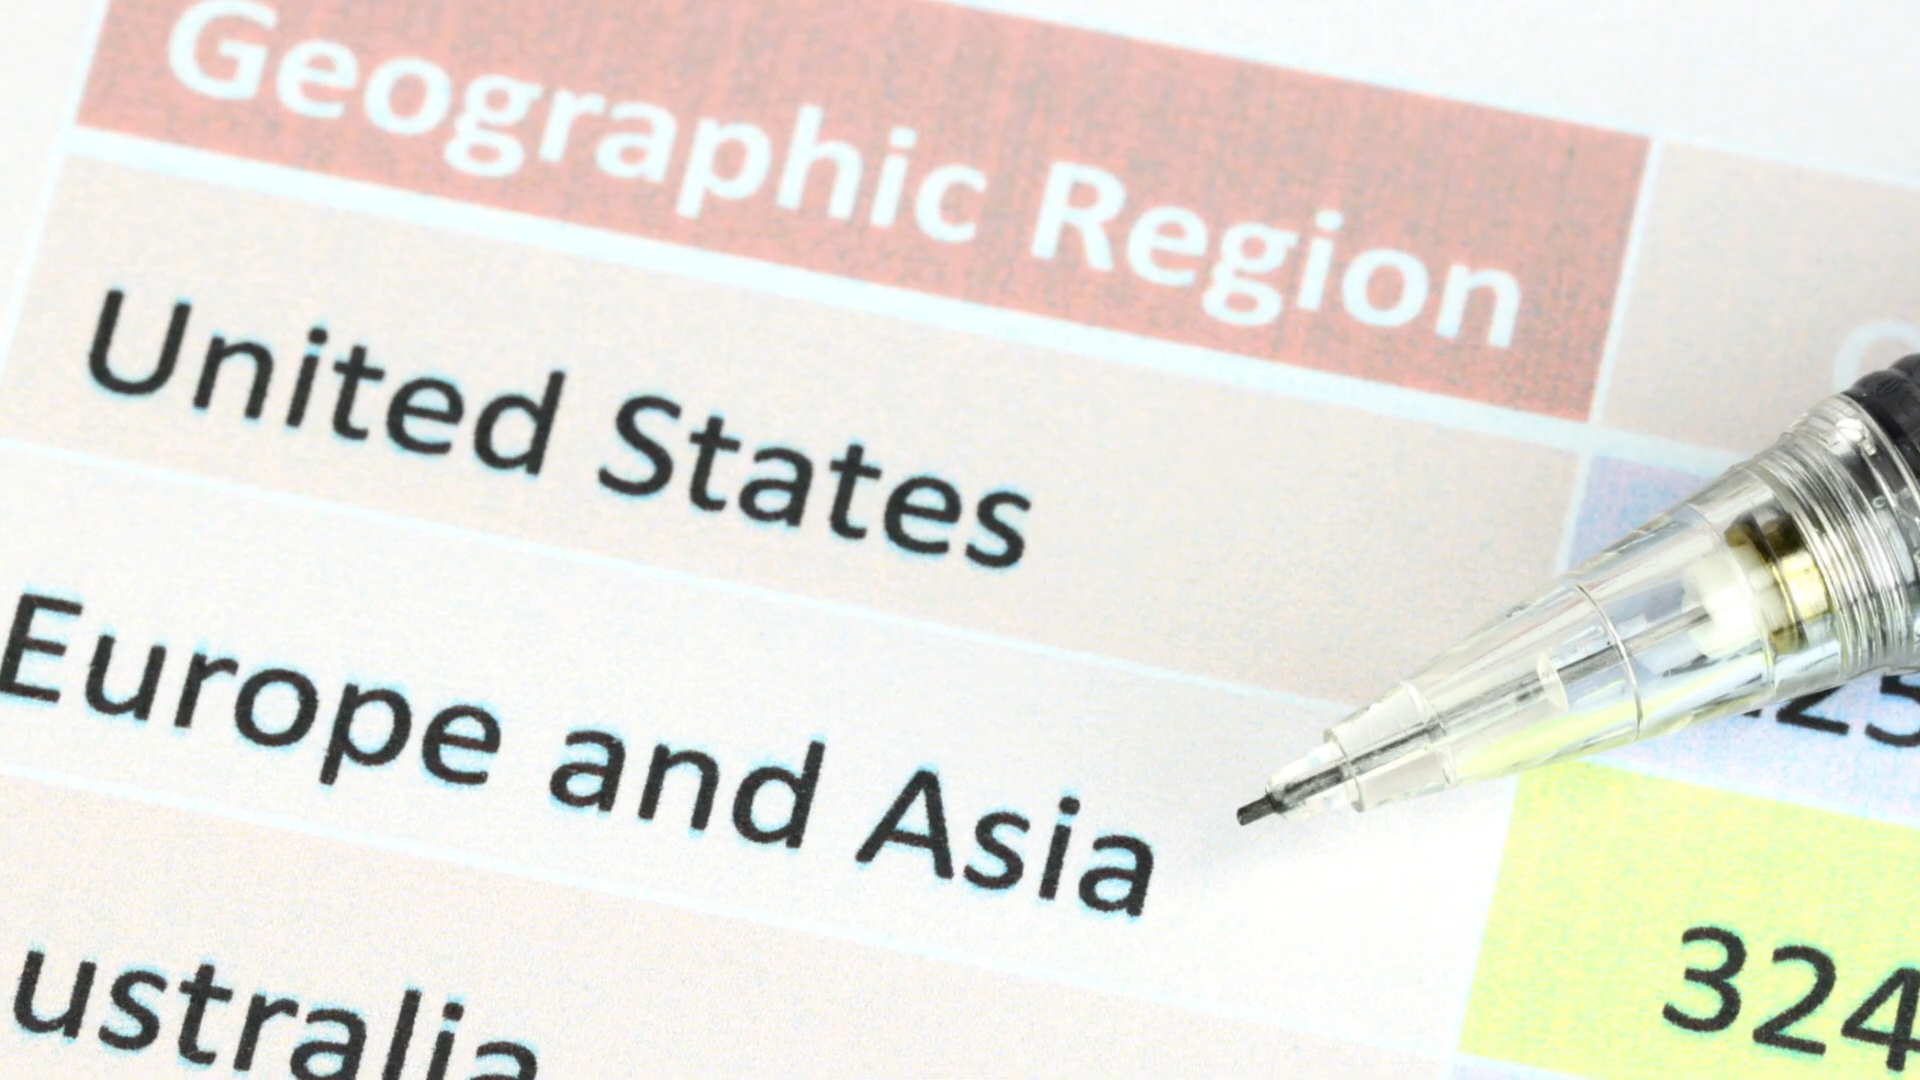 Geographic Region
United States
Europe and Asia
324
ustralia